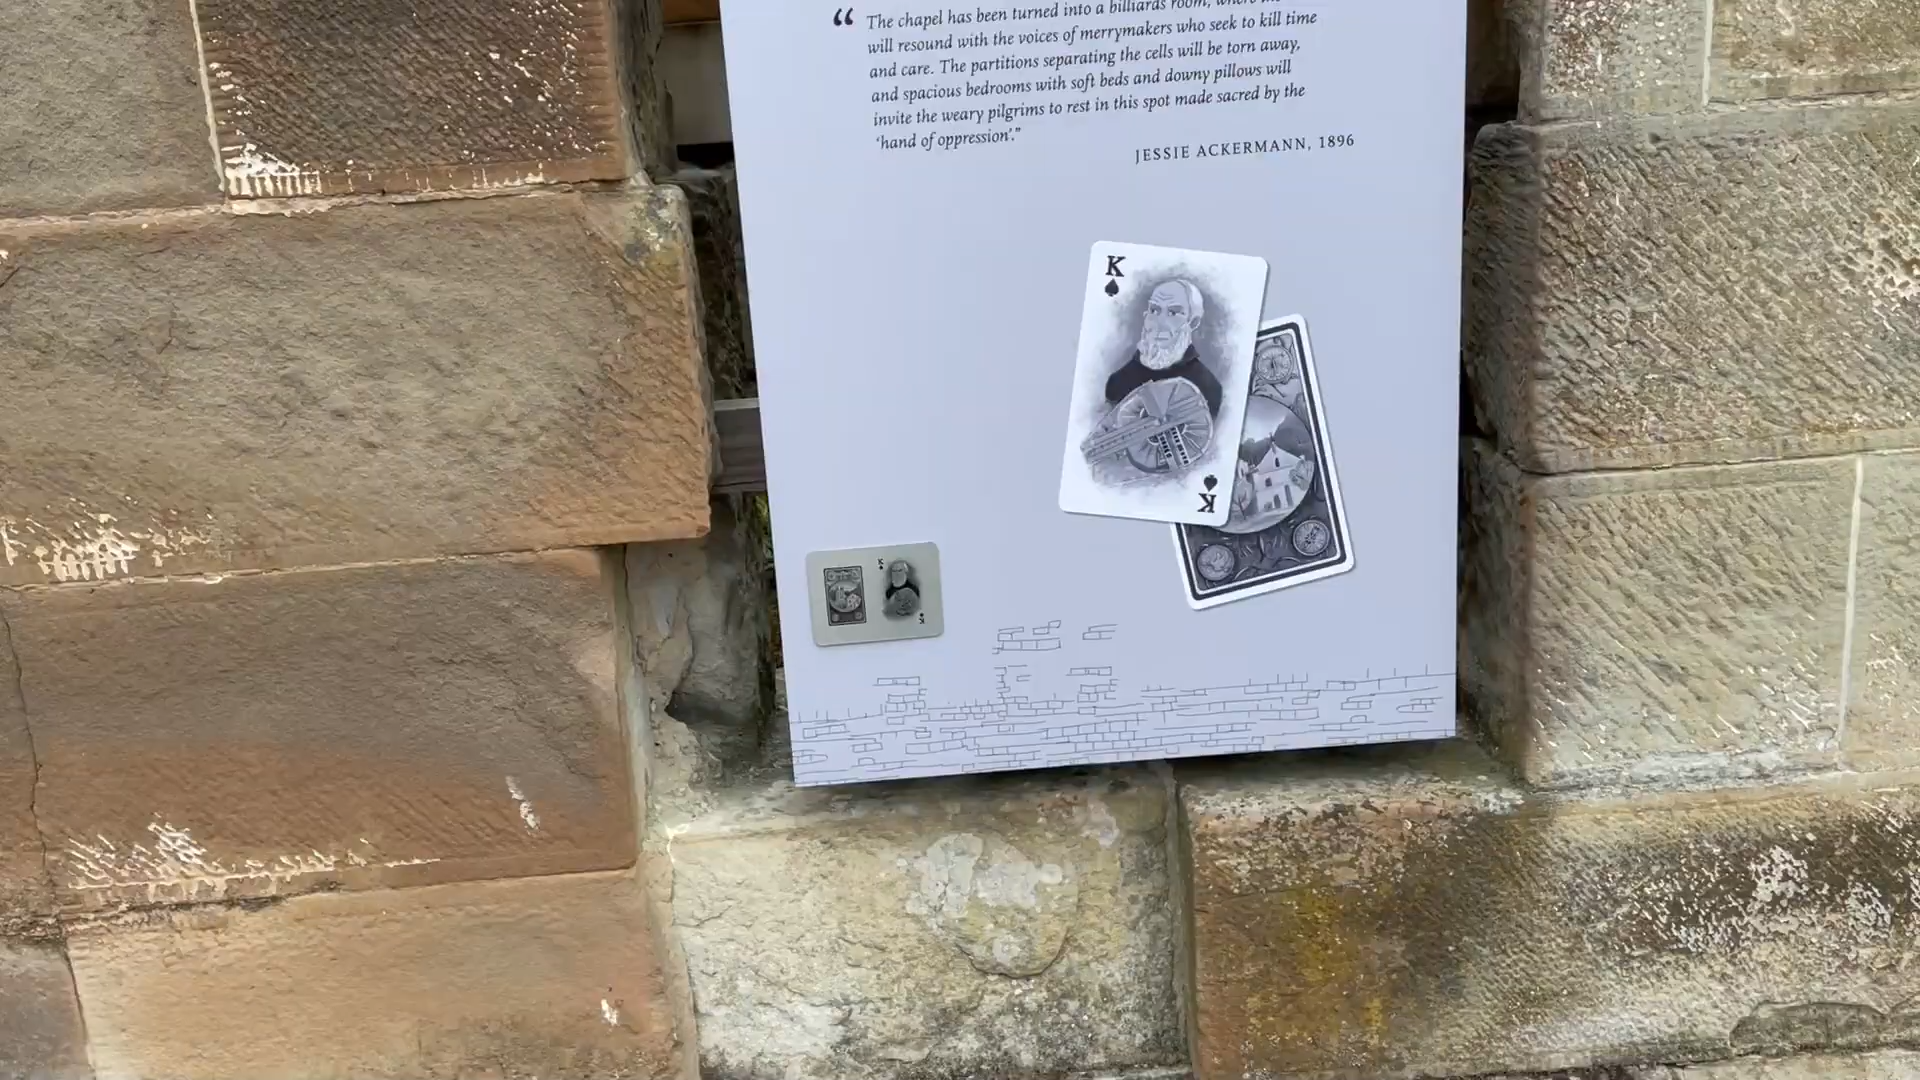 “ The chapel has been turned into a billiards room, where
will resound with the voices of merrymakers who seek to kill time
and care. The partitions separating the cells will be torn away,
and spacious bedrooms with soft beds and downy pillows will
invite the weary pilgrims to rest in this spot made sacred by the
‘hand of oppression’.”
JESSIE ACKERMANN, 1896
K
K
K
K